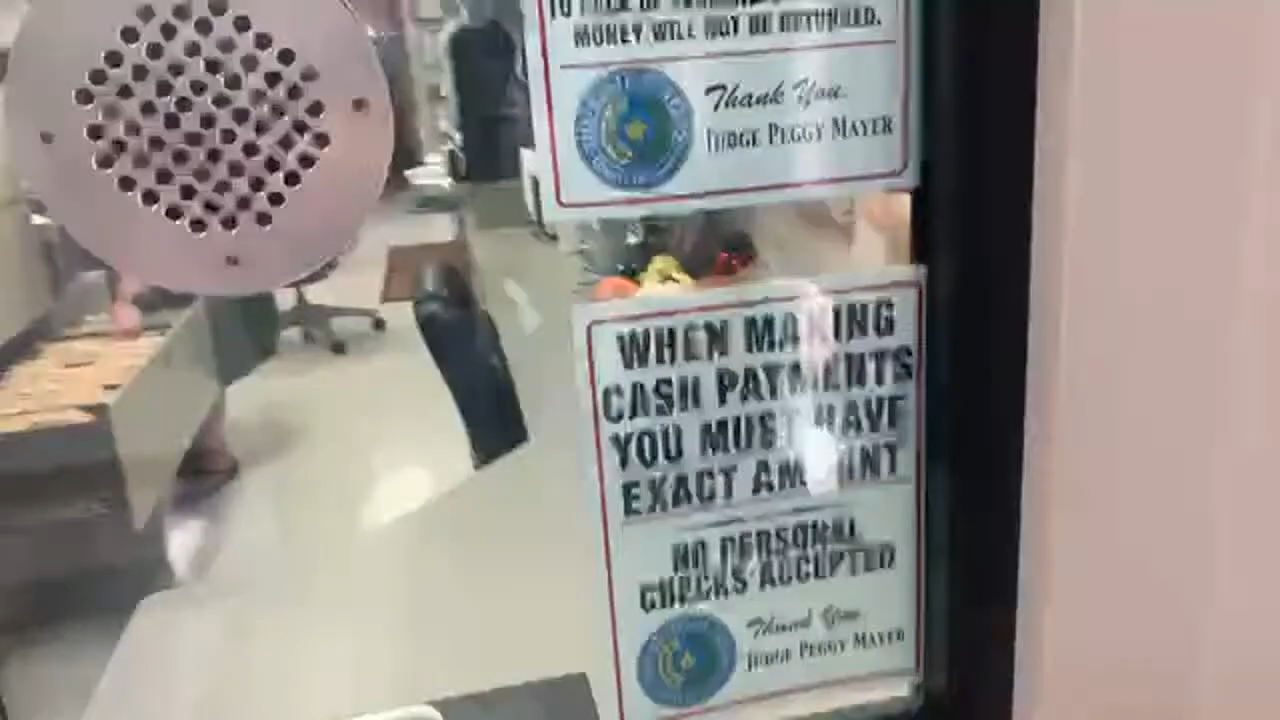 MONEY WILL NOT BE RETURNED.
Thank You,
JUDGE PEGGY MAYER
WHEN MAKING
CASH PAYMENTS
YOU MUST HAVE
EXACT AMOUNT
NO PERSONAL
CHECKS ACCEPTED
Thank You,
JUDGE PEGGY MAYER